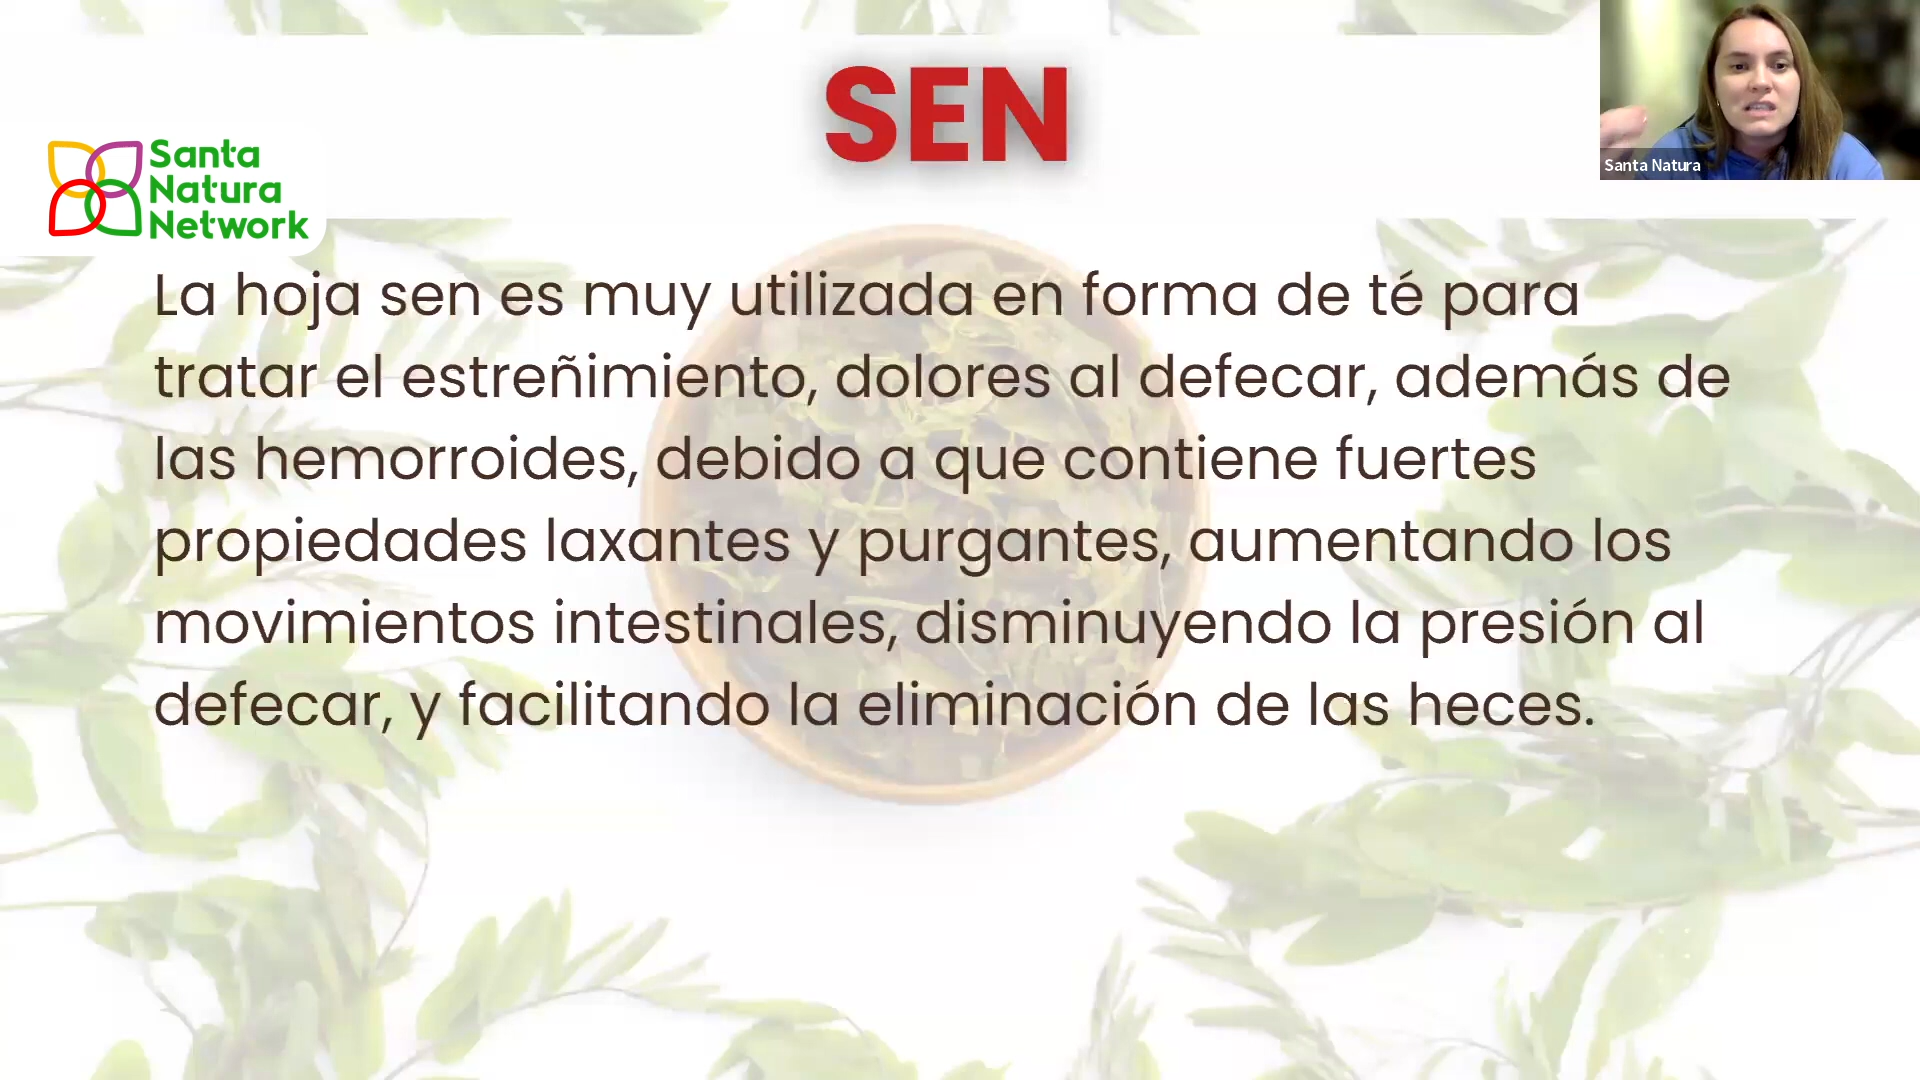 SEN
Santa
Natura
Network
Santa Natura
La hoja sen es muy utilizada en forma de té para
tratar el estreñimiento, dolores al defecar, además de
las hemorroides, debido a que contiene fuertes
propiedades laxantes y purgantes, aumentando los
movimientos intestinales, disminuyendo la presión al
defecar, y facilitando la eliminación de las heces.